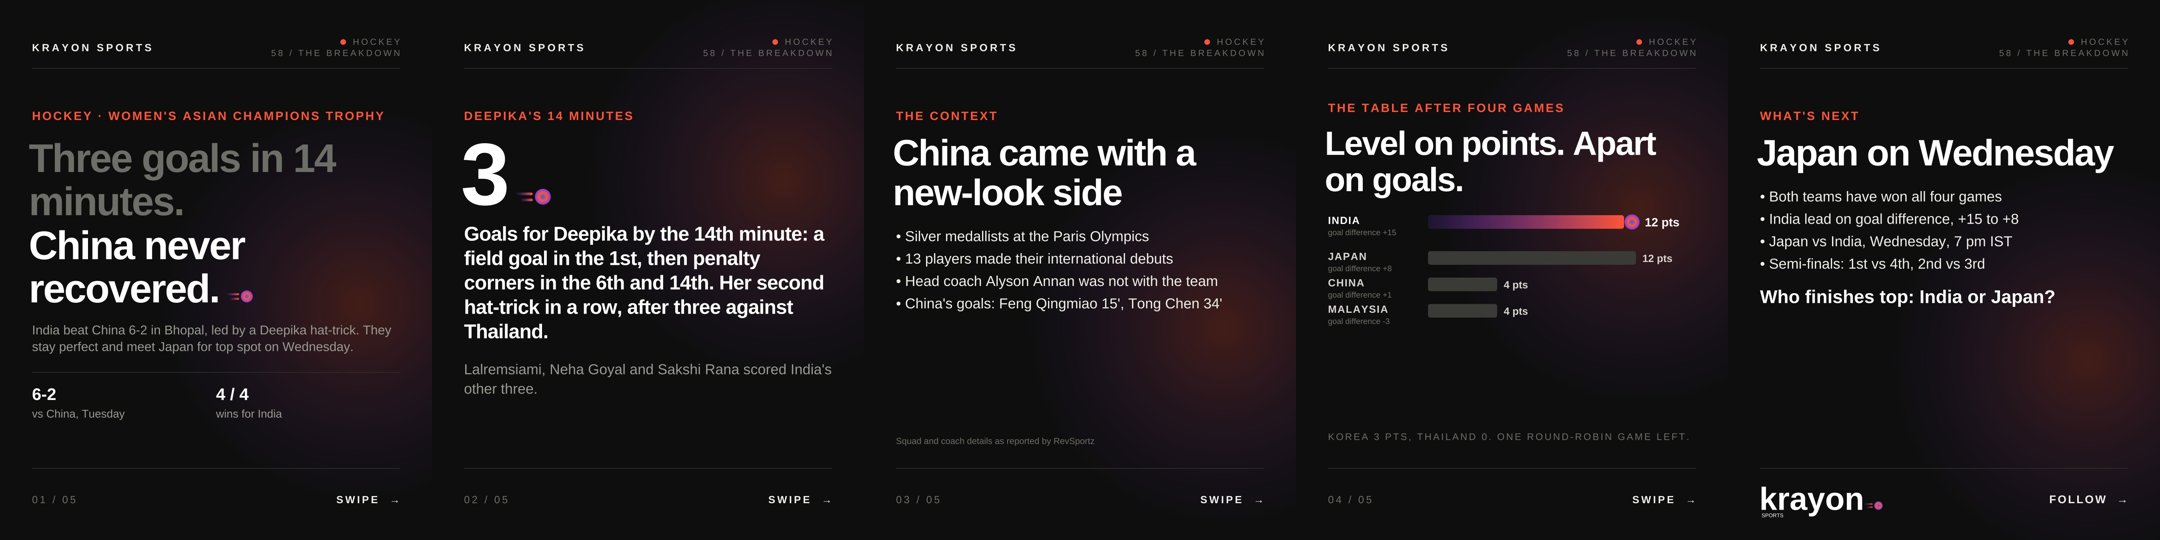 KRAYON SPORTS
HOCKEY
58 / THE BREAKDOWN
HOCKEY · WOMEN'S ASIAN CHAMPIONS TROPHY
Three goals in 14
minutes.
China never
recovered.
India beat China 6-2 in Bhopal, led by a Deepika hat-trick. They
stay perfect and meet Japan for top spot on Wednesday.
6-2
vs China, Tuesday
4 / 4
wins for India
01 / 05
SWIPE →
KRAYON SPORTS
HOCKEY
58 / THE BREAKDOWN
DEEPIKA'S 14 MINUTES
3
Goals for Deepika by the 14th minute: a
field goal in the 1st, then penalty
corners in the 6th and 14th. Her second
hat-trick in a row, after three against
Thailand.
Lalremsiami, Neha Goyal and Sakshi Rana scored India's
other three.
02 / 05
SWIPE →
KRAYON SPORTS
HOCKEY
58 / THE BREAKDOWN
THE CONTEXT
China came with a
new-look side
• Silver medallists at the Paris Olympics
• 13 players made their international debuts
• Head coach Alyson Annan was not with the team
• China's goals: Feng Qingmiao 15', Tong Chen 34'
Squad and coach details as reported by RevSportz
03 / 05
SWIPE →
KRAYON SPORTS
HOCKEY
58 / THE BREAKDOWN
THE TABLE AFTER FOUR GAMES
Level on points. Apart
on goals.
INDIA
goal difference +15
12 pts
JAPAN
goal difference +8
12 pts
CHINA
goal difference +1
4 pts
MALAYSIA
goal difference -3
4 pts
KOREA 3 PTS, THAILAND 0. ONE ROUND-ROBIN GAME LEFT.
04 / 05
SWIPE →
KRAYON SPORTS
HOCKEY
58 / THE BREAKDOWN
WHAT'S NEXT
Japan on Wednesday
• Both teams have won all four games
• India lead on goal difference, +15 to +8
• Japan vs India, Wednesday, 7 pm IST
• Semi-finals: 1st vs 4th, 2nd vs 3rd
Who finishes top: India or Japan?
krayon
SPORTS
FOLLOW →